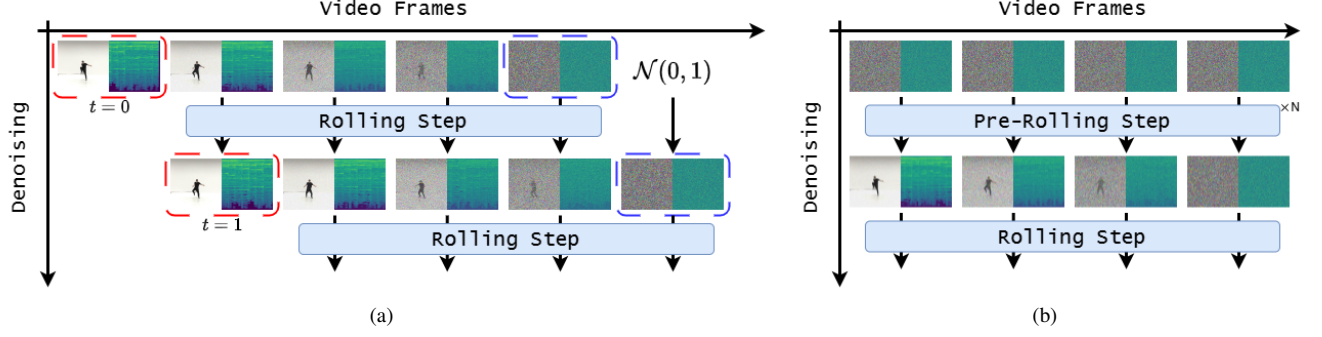 Video Frames
Denoising
t = 0
𝒩(0, 1)
Rolling Step
t = 1
Rolling Step
(a)
Video Frames
Denoising
Pre-Rolling Step
×N
Rolling Step
(b)